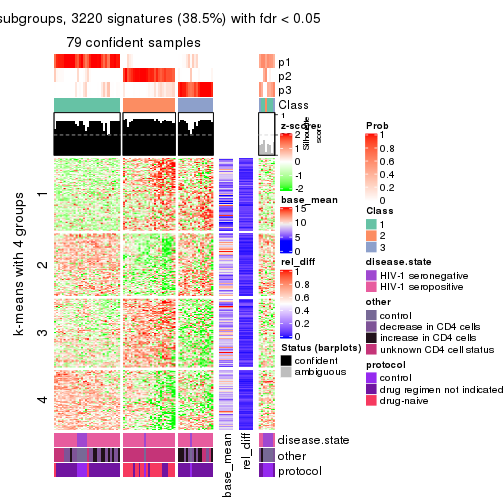 subgroups, 3220 signatures (38.5%) with fdr < 0.05
79 confident samples
p1
p2
p3
Class
1
Silhouette
score
k-means with 4 groups
1
2
3
4
z-score
2
1
0
-1
-2
base_mean
15
10
5
0
rel_diff
1
0.8
0.6
0.4
0.2
0
Status (barplots)
confident
ambiguous
Prob
1
0.8
0.6
0.4
0.2
0
Class
1
2
3
disease.state
HIV-1 seronegative
HIV-1 seropositive
other
control
decrease in CD4 cells
increase in CD4 cells
unknown CD4 cell status
protocol
control
drug regimen not indicated
drug-naive
disease.state
other
protocol
base_mean
rel_diff